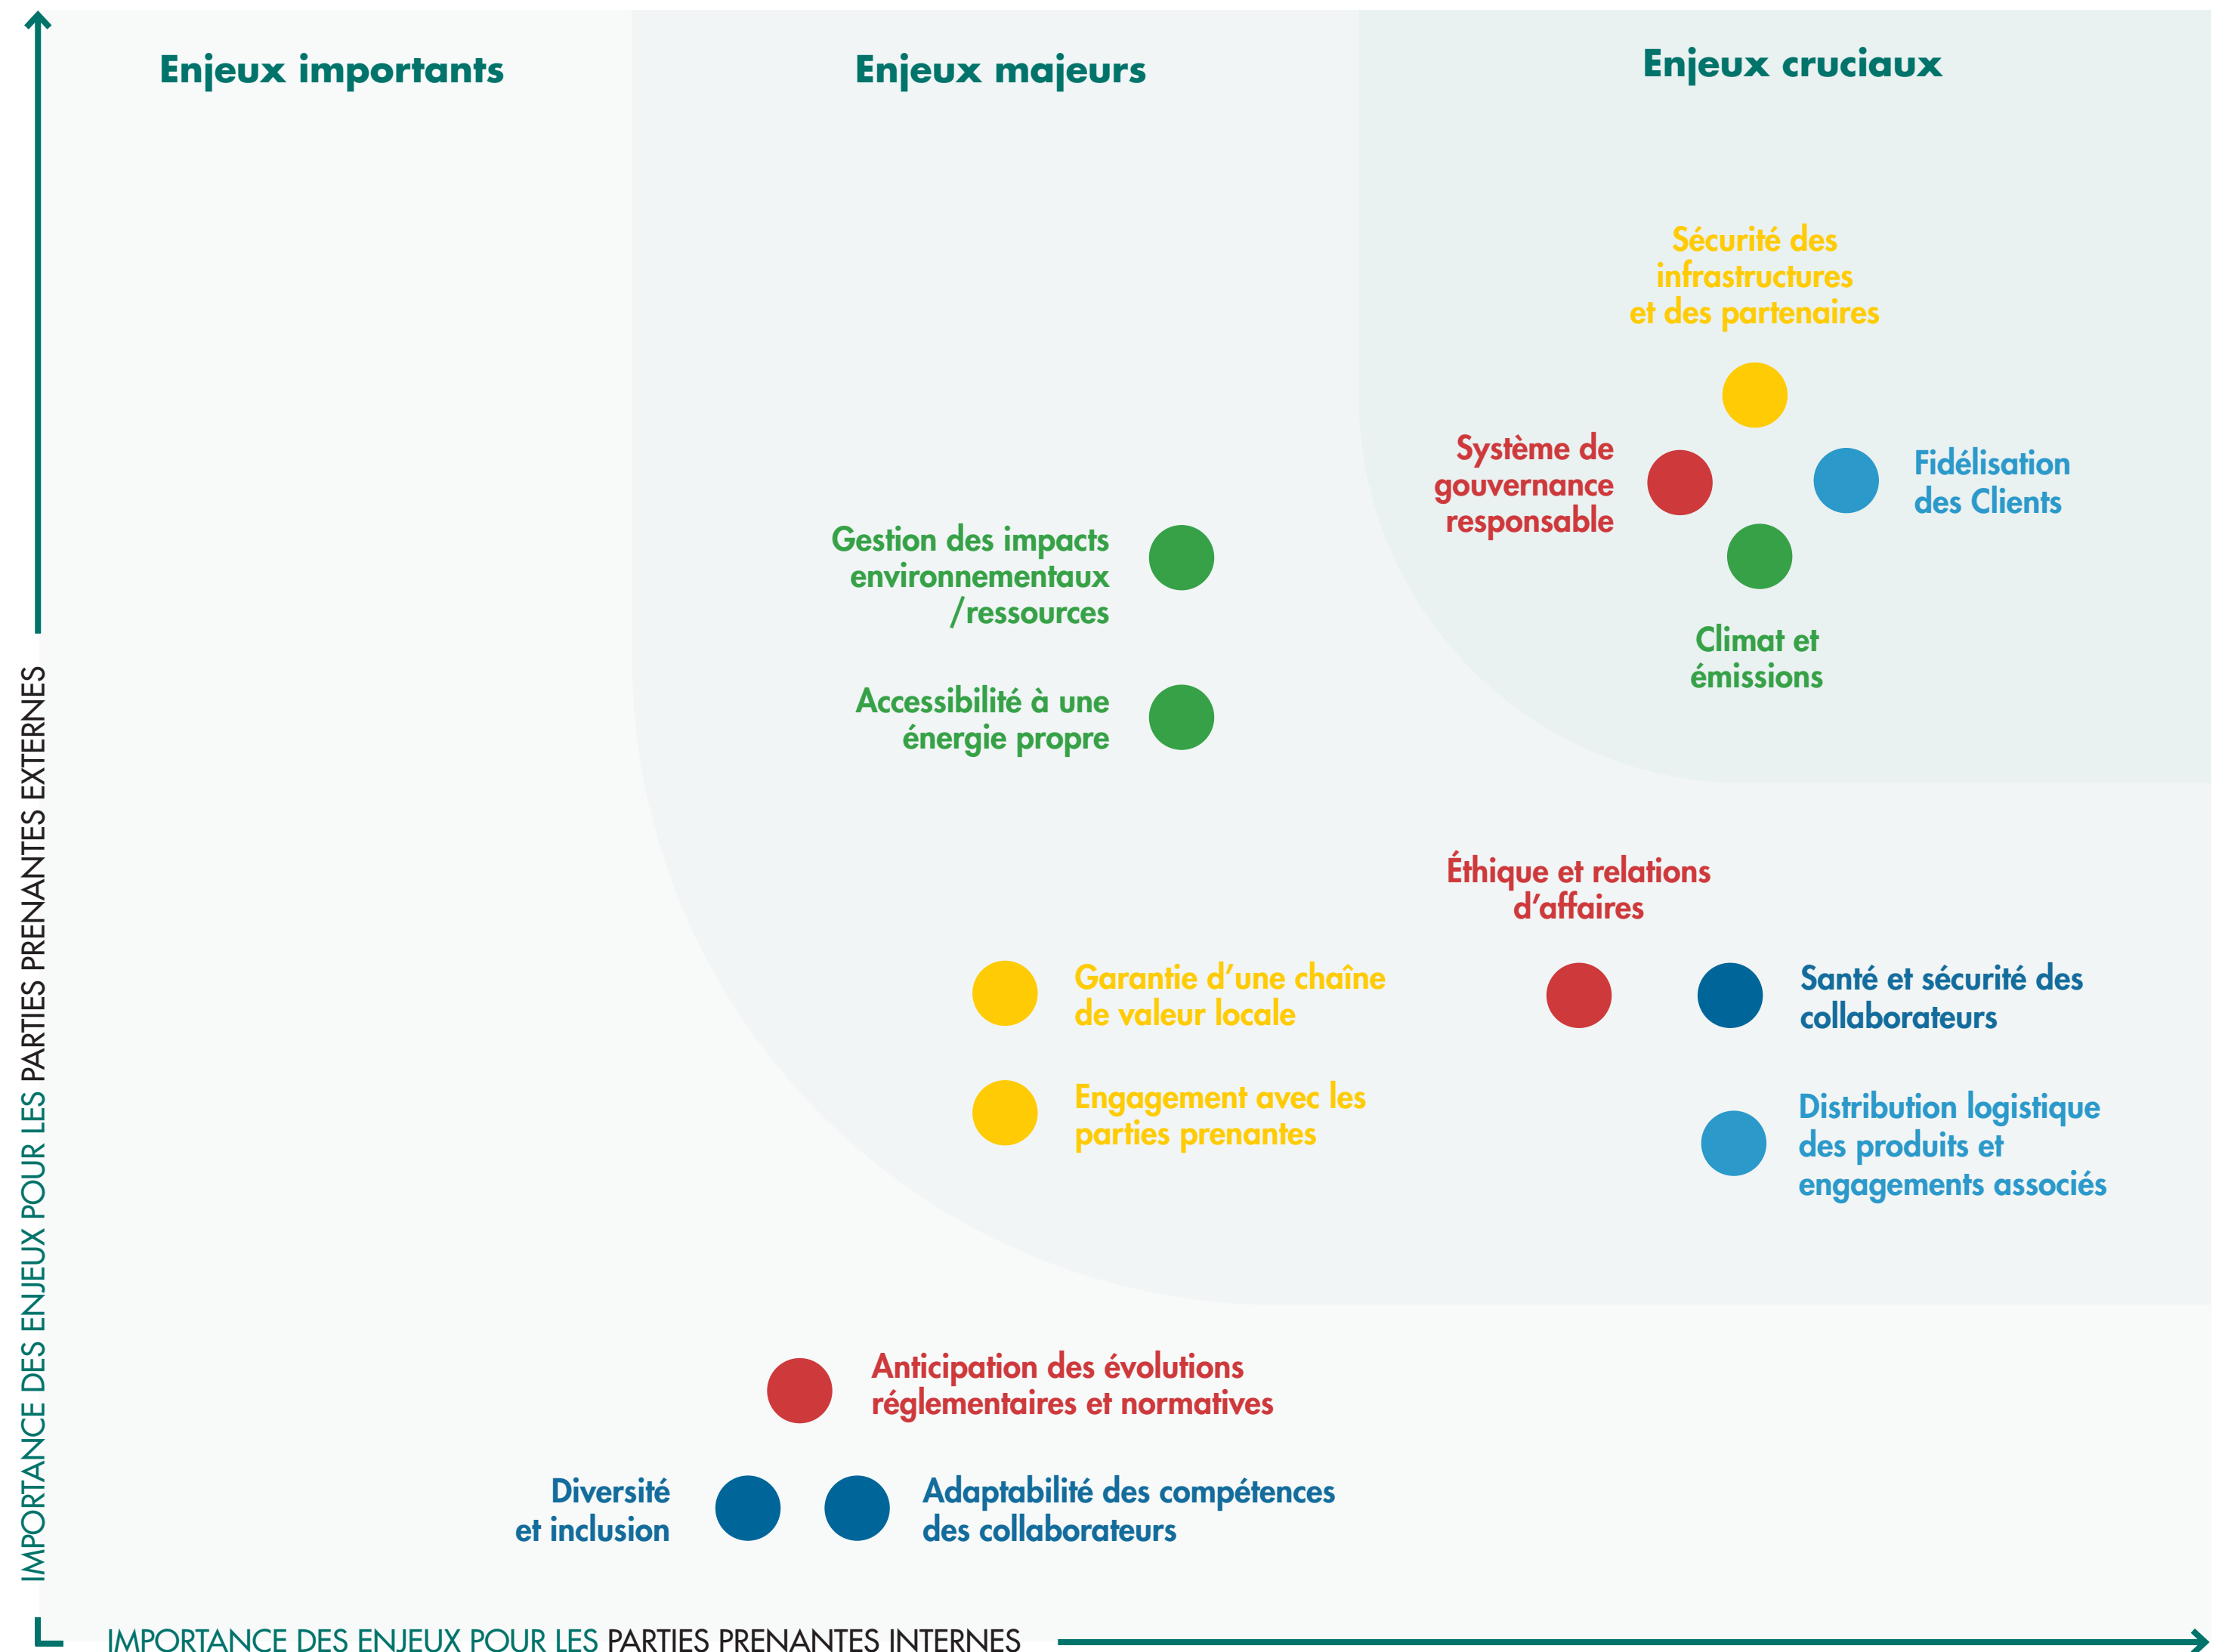 Enjeux importants
Enjeux majeurs
Enjeux cruciaux
Sécurité des
infrastructures
et des partenaires
Système de
gouvernance
responsable
Fidélisation
des Clients
Climat et
émissions
Gestion des impacts
environnementaux
/ressources
Accessibilité à une
énergie propre
Éthique et relations
d’affaires
Garantie d’une chaîne
de valeur locale
Santé et sécurité des
collaborateurs
Engagement avec les
parties prenantes
Distribution logistique
des produits et
engagements associés
Anticipation des évolutions
réglementaires et normatives
Diversité
et inclusion
Adaptabilité des compétences
des collaborateurs
IMPORTANCE DES ENJEUX POUR LES PARTIES PRENANTES EXTERNES
IMPORTANCE DES ENJEUX POUR LES PARTIES PRENANTES INTERNES